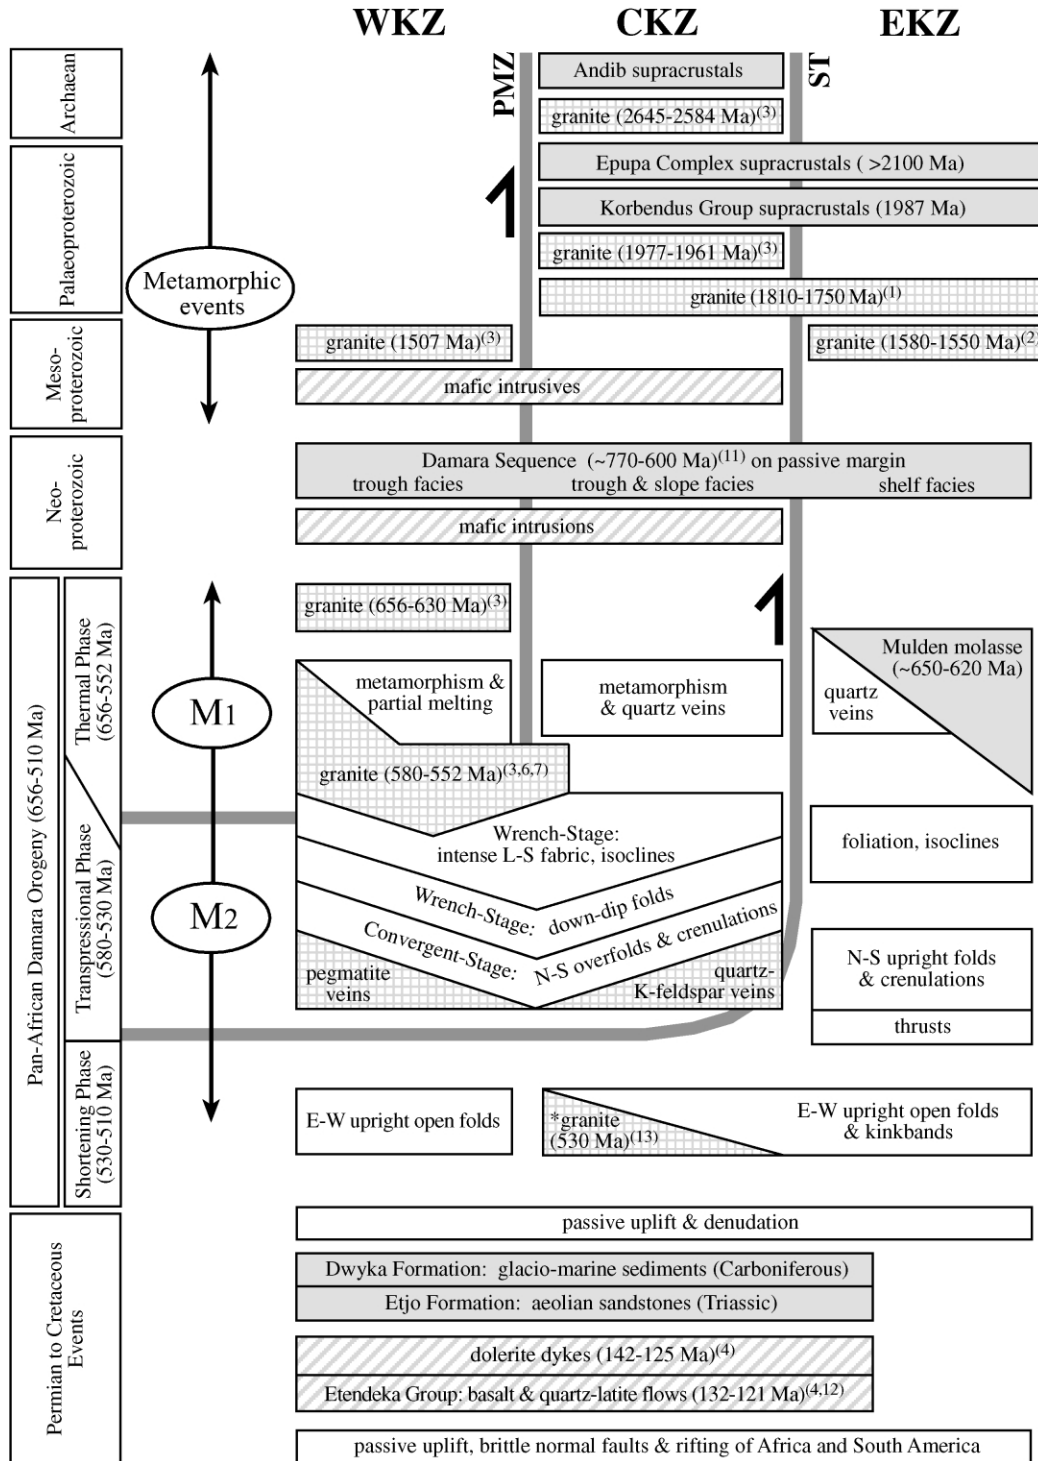 WKZ CKZ EKZ
PMZ
ST
Archaean
Andib supracrustals
granite (2645-2584 Ma)(3)
Palaeoproterozoic
Epupa Complex supracrustals ( >2100 Ma)
Korbendus Group supracrustals (1987 Ma)
granite (1977-1961 Ma)(3)
granite (1810-1750 Ma)(1)
Metamorphic
events
Meso-
proterozoic
granite (1507 Ma)(3)
granite (1580-1550 Ma)(2)
mafic intrusives
Neo-
proterozoic
Damara Sequence (~770-600 Ma)(11) on passive margin
trough facies trough & slope facies shelf facies
mafic intrusions
Pan-African Damara Orogeny (656-510 Ma)
Thermal Phase
(656-552 Ma)
M1
granite (656-630 Ma)(3)
metamorphism &
partial melting
metamorphism
& quartz veins
Mulden molasse
(~650-620 Ma)
quartz
veins
granite (580-552 Ma)(3,6,7)
Transpressional Phase
(580-530 Ma)
M2
Wrench-Stage:
intense L-S fabric, isoclines
foliation, isoclines
Wrench-Stage: down-dip folds
Convergent-Stage: N-S overfolds & crenulations
pegmatite
veins
quartz-
K-feldspar veins
N-S upright folds
& crenulations
thrusts
Shortening Phase
(530-510 Ma)
E-W upright open folds
*granite
(530 Ma)(13)
E-W upright open folds
& kinkbands
Permian to Cretaceous
Events
passive uplift & denudation
Dwyka Formation: glacio-marine sediments (Carboniferous)
Etjo Formation: aeolian sandstones (Triassic)
dolerite dykes (142-125 Ma)(4)
Etendeka Group: basalt & quartz-latite flows (132-121 Ma)(4,12)
passive uplift, brittle normal faults & rifting of Africa and South America